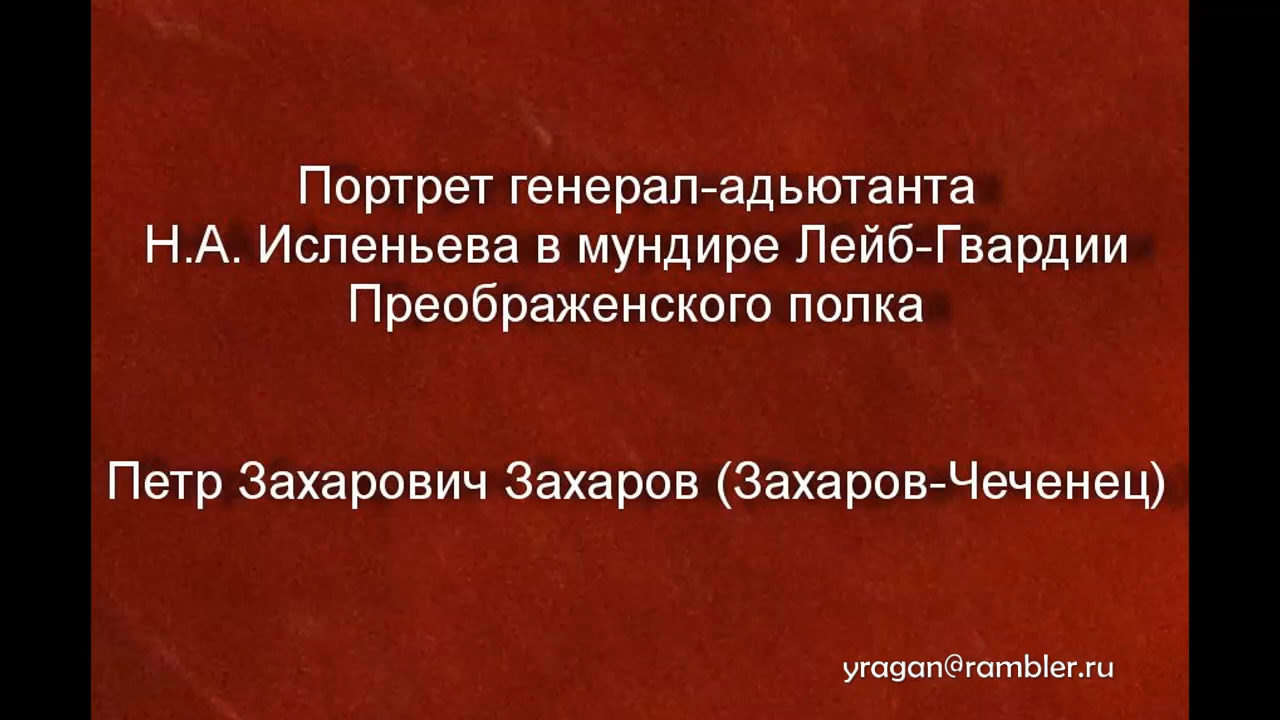 Портрет генерал-адьютанта
Н.А. Исленьева в мундире Лейб-Гвардии
Преображенского полка
Петр Захарович Захаров (Захаров-Чеченец)
yragan@rambler.ru